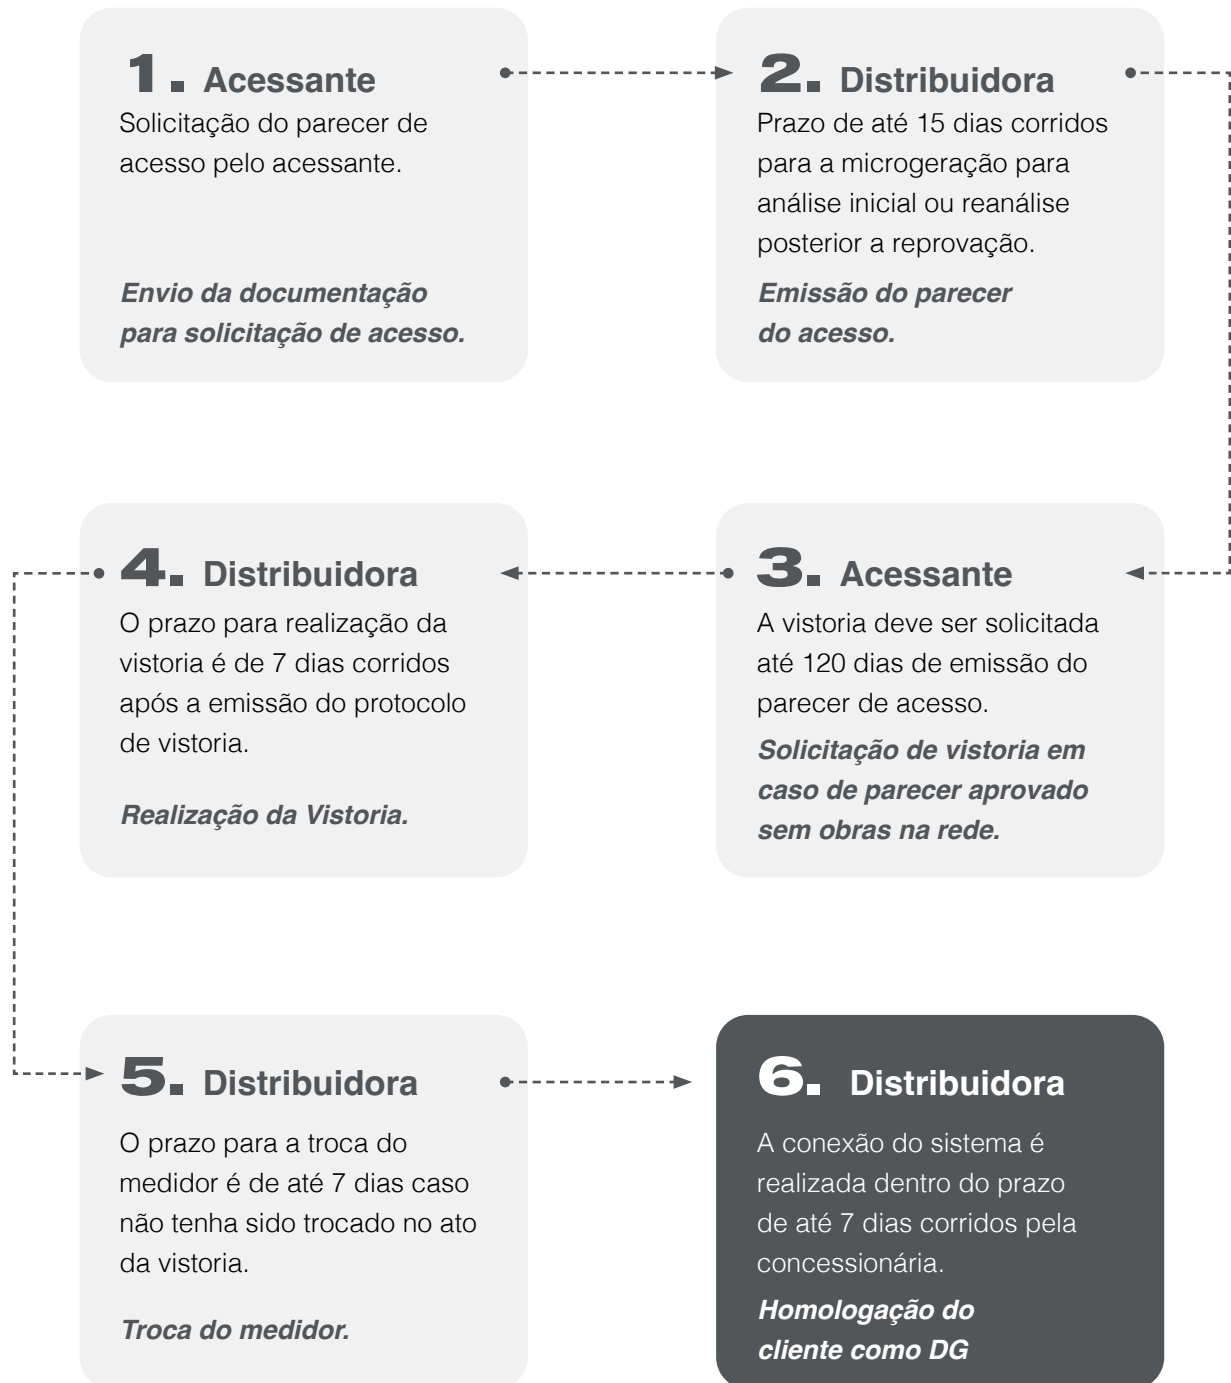 1. Acessante
Solicitação do parecer de
acesso pelo acessante.
Envio da documentação
para solicitação de acesso.
2. Distribuidora
Prazo de até 15 dias corridos
para a microgeração para
análise inicial ou reanálise
posterior a reprovação.
Emissão do parecer
do acesso.
3. Acessante
A vistoria deve ser solicitada
até 120 dias de emissão do
parecer de acesso.
Solicitação de vistoria em
caso de parecer aprovado
sem obras na rede.
4. Distribuidora
O prazo para realização da
vistoria é de 7 dias corridos
após a emissão do protocolo
de vistoria.
Realização da Vistoria.
5. Distribuidora
O prazo para a troca do
medidor é de até 7 dias caso
não tenha sido trocado no ato
da vistoria.
Troca do medidor.
6. Distribuidora
A conexão do sistema é
realizada dentro do prazo
de até 7 dias corridos pela
concessionária.
Homologação do
cliente como DG